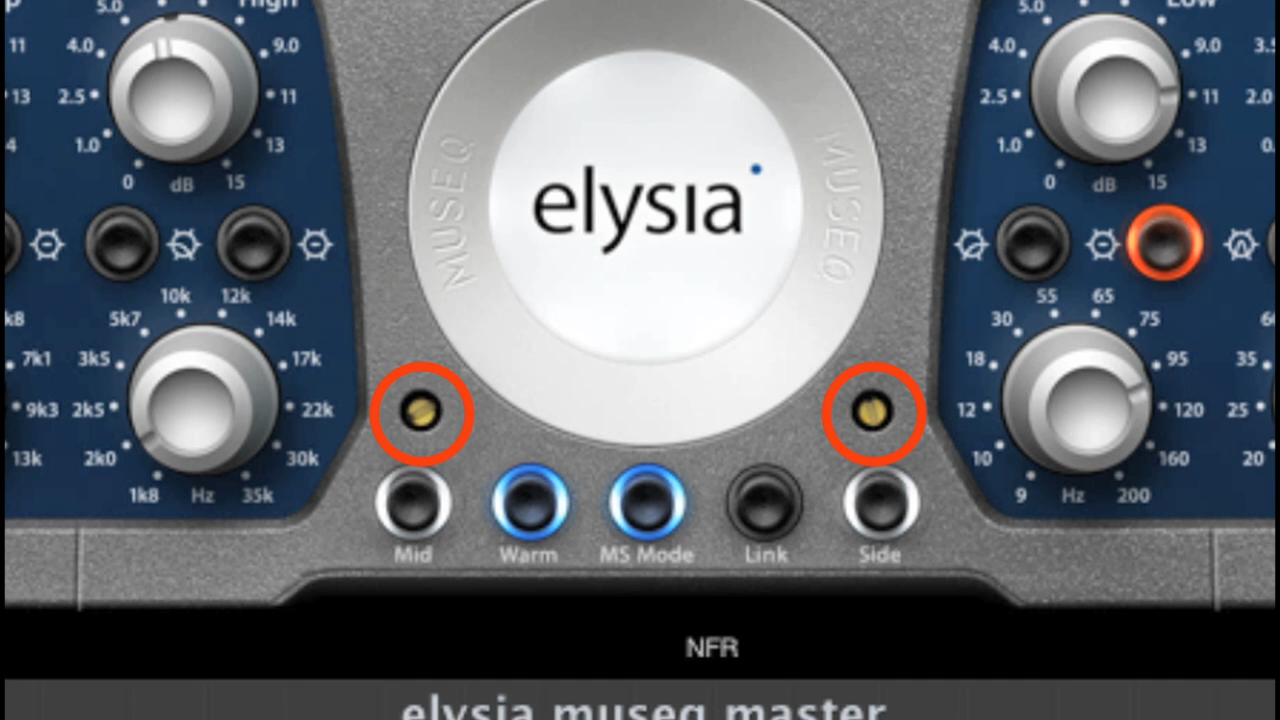 5.0 High
4.0 9.0
2.5 11
1.0 13
0 dB 15
11
13
4
10k 12k
5k7 14k
3k5 17k
2k5 22k
2k0 30k
1k8 Hz 35k
k8
7k1
9k3
13k
MUSEQ
elysia
MUSEQ
Mid Warm MS Mode Link Side
5.0 Low
4.0 9.0
2.5 11
1.0 13
0 dB 15
3.5
2.0
0.
55 65
30 75
18 95
12 120
10 160
9 Hz 200
35
25
20
NFR
elysia museq master